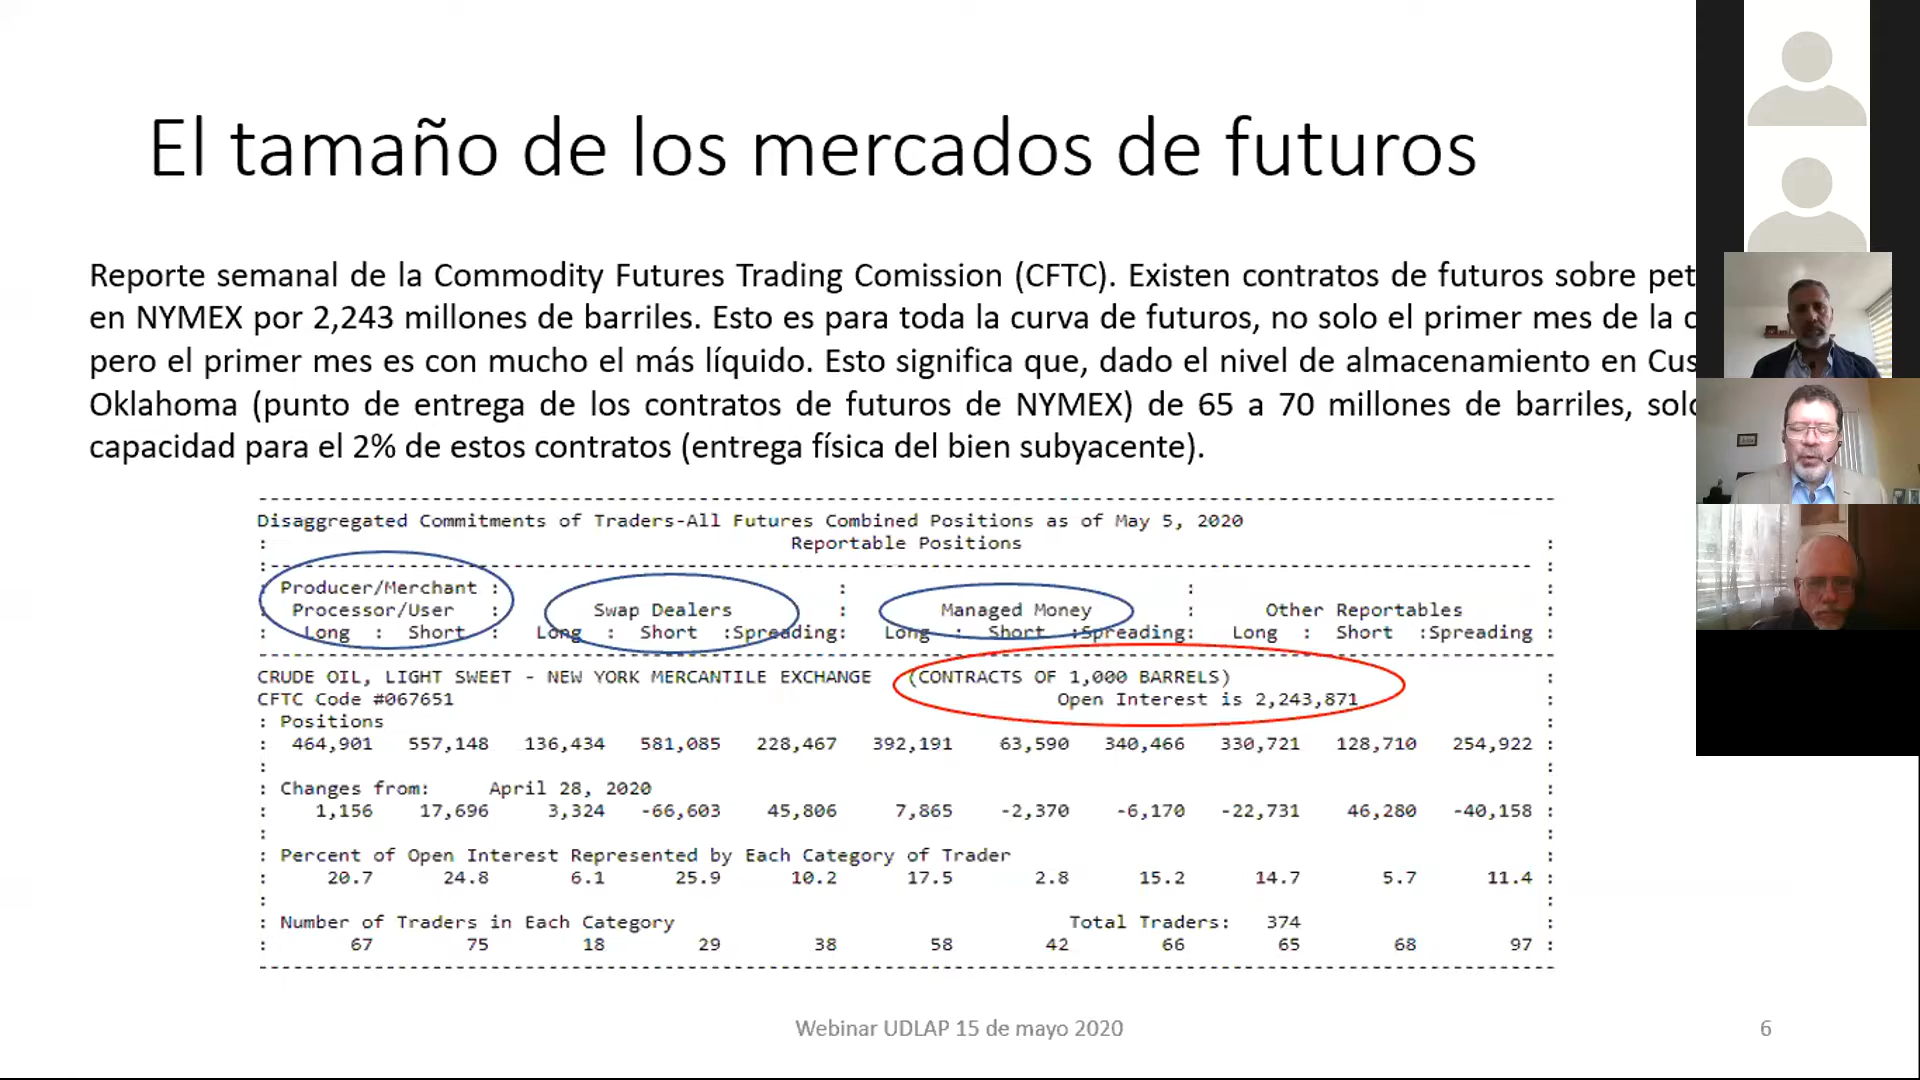 El tamaño de los mercados de futuros
Reporte semanal de la Commodity Futures Trading Comission (CFTC). Existen contratos de futuros sobre
en NYMEX por 2,243 millones de barriles. Esto es para toda la curva de futuros, no solo el primer mes de la
pero el primer mes es con mucho el más líquido. Esto significa que, dado el nivel de almacenamiento en
Oklahoma (punto de entrega de los contratos de futuros de NYMEX) de 65 a 70 millones de barriles,
capacidad para el 2% de estos contratos (entrega física del bien subyacente).
Disaggregated Commitments of Traders-All Futures Combined Positions as of May 5, 2020
: Reportable Positions :
: Producer/Merchant : : :
: Processor/User : Swap Dealers : Managed Money : Other Reportables :
: Long : Short : Long : Short :Spreading: Long : Short :Spreading: Long : Short :Spreading :
CRUDE OIL, LIGHT SWEET - NEW YORK MERCANTILE EXCHANGE (CONTRACTS OF 1,000 BARRELS) :
CFTC Code #067651 Open Interest is 2,243,871 :
: Positions :
: 464,901 557,148 136,434 581,085 228,467 392,191 63,590 340,466 330,721 128,710 254,922 :
: Changes from: April 28, 2020 :
: 1,156 17,696 3,324 -66,603 45,806 7,865 -2,370 -6,170 -22,731 46,280 -40,158 :
: Percent of Open Interest Represented by Each Category of Trader :
: 20.7 24.8 6.1 25.9 10.2 17.5 2.8 15.2 14.7 5.7 11.4 :
: Number of Traders in Each Category Total Traders: 374 :
: 67 75 18 29 38 58 42 66 65 68 97 :
Webinar UDLAP 15 de mayo 2020
6